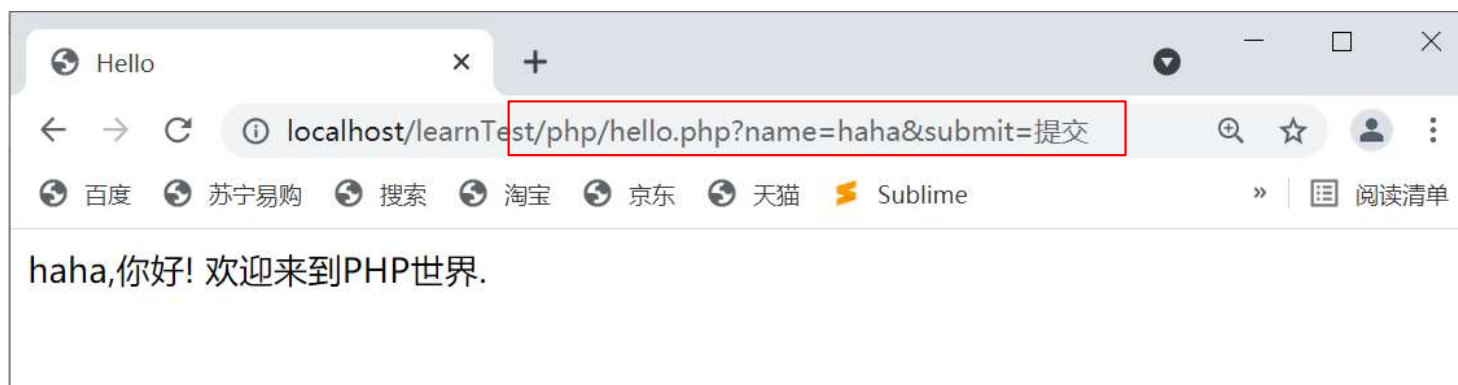 Hello
localhost/learnTest/php/hello.php?name=haha&submit=提交
百度 苏宁易购 搜索 淘宝 京东 天猫 Sublime » 阅读清单
haha,你好! 欢迎来到PHP世界.